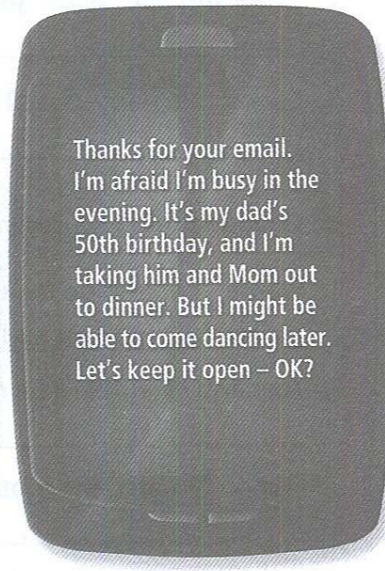 Thanks for your email.
I'm afraid I'm busy in the
evening. It's my dad's
50th birthday, and I'm
taking him and Mom out
to dinner. But I might be
able to come dancing later.
Let's keep it open – OK?